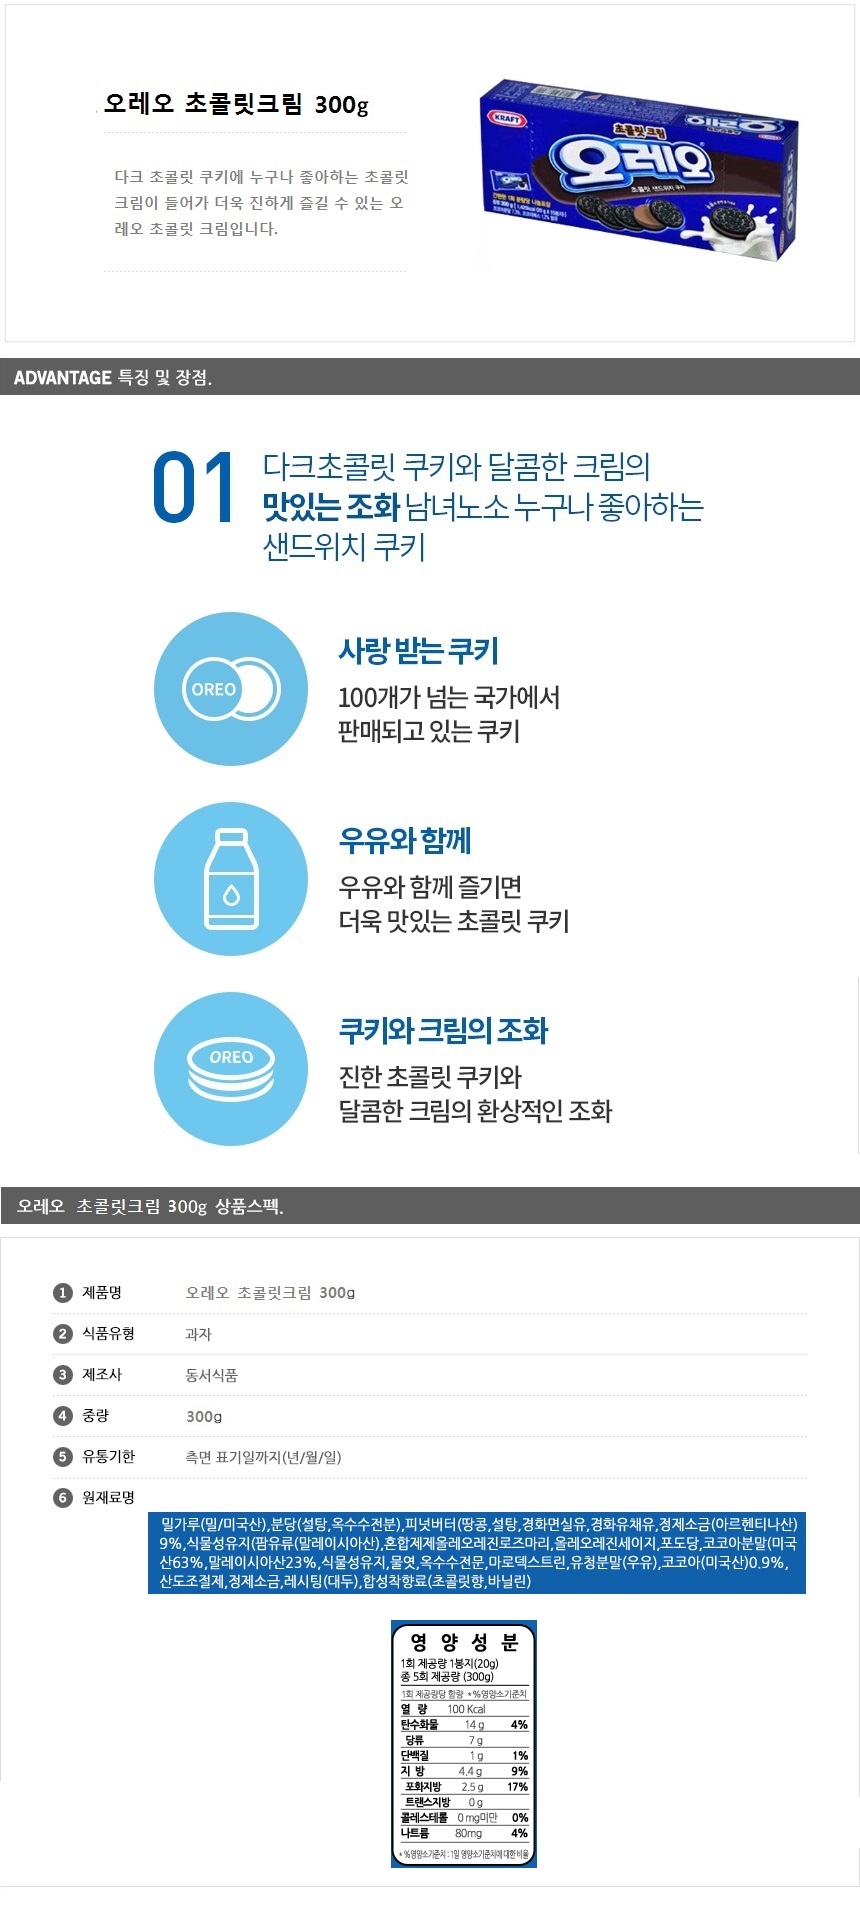 오레오 초콜릿크림 300g
다크 초콜릿 쿠키에 누구나 좋아하는 초콜릿
크림이 들어가 더욱 진하게 즐길 수 있는 오
레오 초콜릿 크림입니다.
KRAFT
초콜릿 크림
오레오
초콜릿 샌드위치 쿠키
오레오
ADVANTAGE 특징 및 장점.
01 다크초콜릿 쿠키와 달콤한 크림의
맛있는 조화 남녀노소 누구나 좋아하는
샌드위치 쿠키
OREO
사랑 받는 쿠키
100개가 넘는 국가에서
판매되고 있는 쿠키
우유와 함께
우유와 함께 즐기면
더욱 맛있는 초콜릿 쿠키
OREO
쿠키와 크림의 조화
진한 초콜릿 쿠키와
달콤한 크림의 환상적인 조화
오레오 초콜릿크림 300g 상품스펙.
1 제품명 오레오 초콜릿크림 300g
2 식품유형 과자
3 제조사 동서식품
4 중량 300g
5 유통기한 측면 표기일까지(년/월/일)
6 원재료명
밀가루(밀/미국산),분당(설탕,옥수수전분),피넛버터(땅콩,설탕,경화면실유,경화유채유,정제소금(아르헨티나산)
9%,식물성유지(팜유류(말레이시아산),혼합제제올레오레진로즈마리,올레오레진세이지,포도당,코코아분말(미국
산63%,말레이시아산23%,식물성유지,물엿,옥수수전문,마로덱스트린,유청분말(우유),코코아(미국산)0.9%,
산도조절제,정제소금,레시팅(대두),합성착향료(초콜릿향,바닐린)
영 양 성 분
1회 제공량 1봉지(20g)
종 5회 제공량 (300g)
1회 제공량당 함량 *%영양소기준치
열 량 100 Kcal
탄수화물 14 g 4%
당류 7 g
단백질 1 g 1%
지 방 4.4 g 9%
포화지방 2.5 g 17%
트랜스지방 0 g
콜레스테롤 0 mg미만 0%
나트륨 80mg 4%
*%영양소기준치 : 1일 영양소기준치에 대한 비율